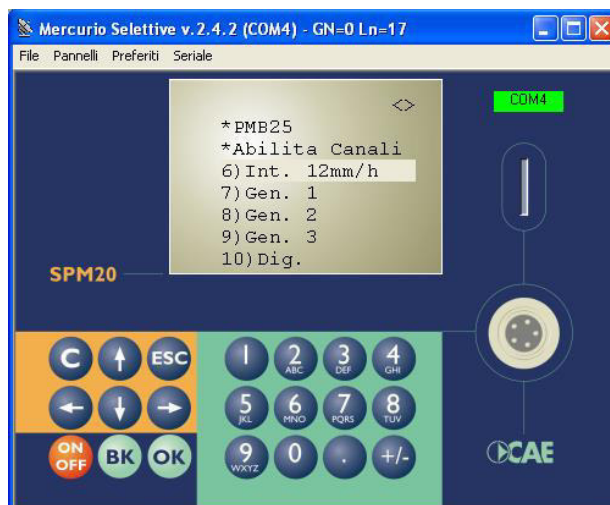 Mercurio Selettive v.2.4.2 (COM4) - GN=0 Ln=17
File Pannelli Preferiti Seriale
<>
COM4
*PMB25
*Abilita Canali
6)Int. 12mm/h
7)Gen. 1
8)Gen. 2
9)Gen. 3
10)Dig.
SPM20
C ESC
1 2 ABC 3 DEF 4 GHI
5 JKL 6 MNO 7 PQRS 8 TUV
ON OFF BK OK
9 WXYZ 0 . +/-
CAE